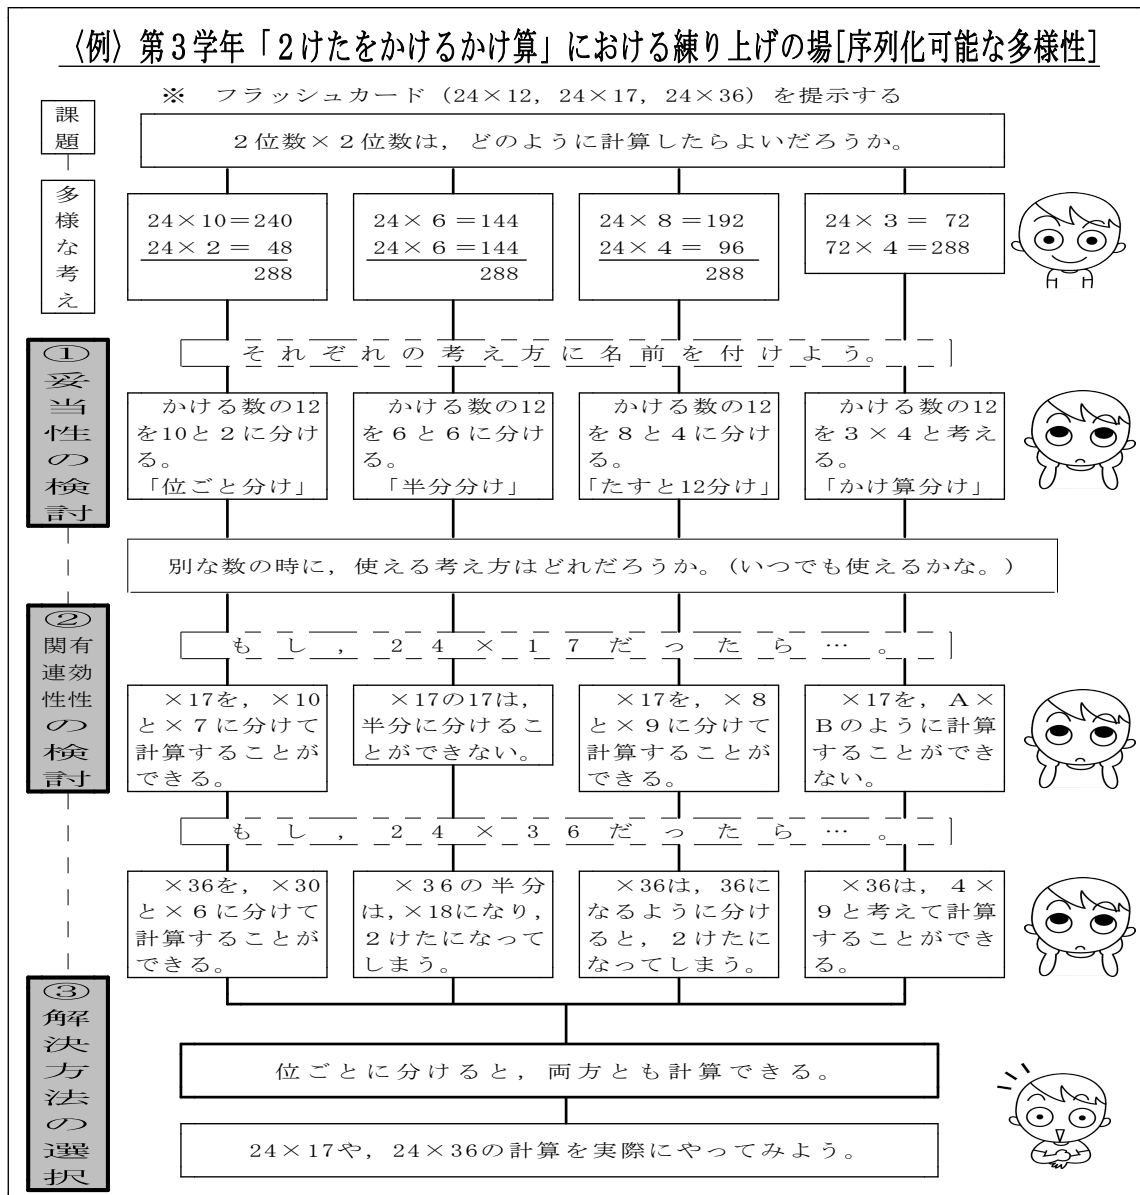 〈例〉第３学年「２けたをかけるかけ算」における練り上げの場[序列化可能な多様性]
※　フラッシュカード（24×12，24×17，24×36）を提示する
課題
２位数×２位数は，どのように計算したらよいだろうか。
多様な考え
24×10＝240
24×２＝ 48
288
24×６＝144
24×６＝144
288
24×８＝192
24×４＝ 96
288
24×３＝ 72
72×４＝288
①妥当性の検討
それぞれの考え方に名前を付けよう。
かける数の12
を10と２に分け
る。
「位ごと分け」
かける数の12
を６と６に分け
る。
「半分分け」
かける数の12
を８と４に分け
る。
「たすと12分け」
かける数の12
を３×４と考え
る。
「かけ算分け」
別な数の時に，使える考え方はどれだろうか。（いつでも使えるかな。）
②
有効性
関連性
の検討
もし，２４×１７だったら…。
×17を，×10
と×７に分けて
計算することが
できる。
×17の17は，
半分に分けるこ
とができない。
×17を，×８
と×９に分けて
計算することが
できる。
×17を，Ａ×
Ｂのように計算
することができ
ない。
もし，２４×３６だったら…。
×36を，×30
と×６に分けて
計算することが
できる。
×36の半分
は，×18になり，
２けたになって
しまう。
×36は，36に
なるように分け
ると，２けたに
なってしまう。
×36は，４×
９と考えて計算
することができ
る。
③解決方法の選択
位ごとに分けると，両方とも計算できる。
24×17や，24×36の計算を実際にやってみよう。